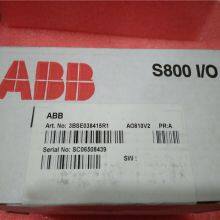 ABB
S800 I/O
ABB
Art. No: 3BSE038415R1 AO810V2 PR:A
Serial No: SC06508439
SW :